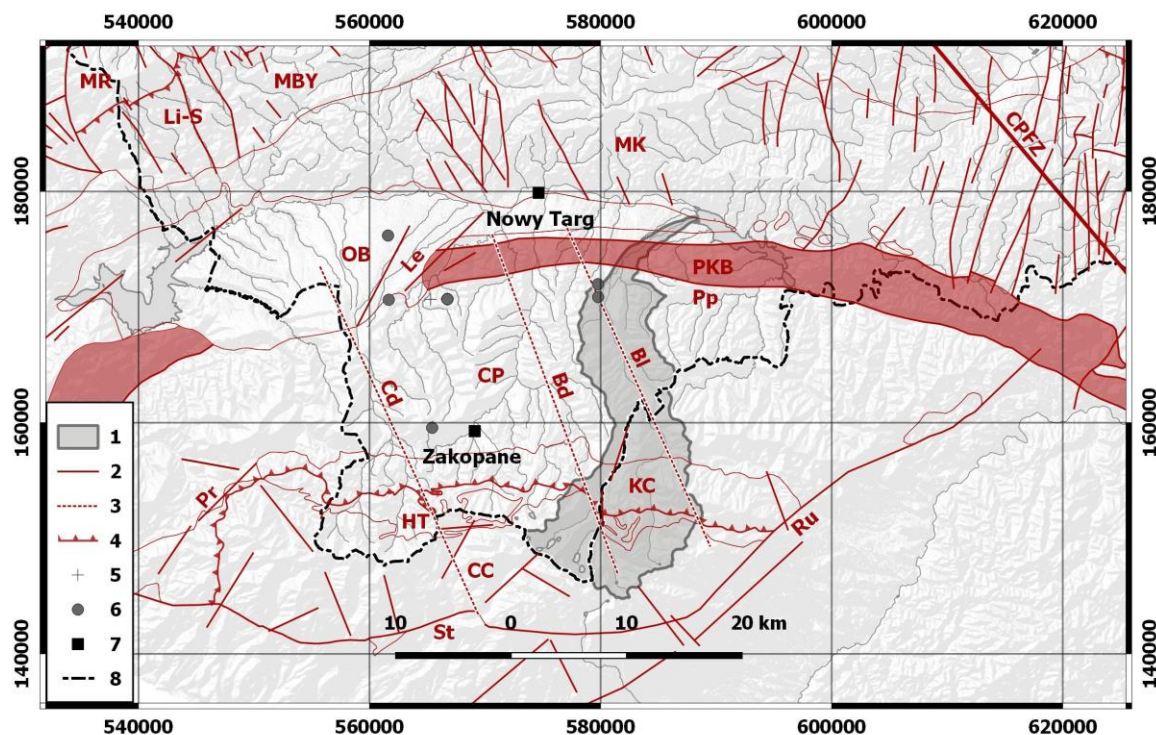 540000 560000 580000 600000 620000
MR
MBY
Li-S
CPFZ
MK
180000 180000
Nowy Targ
OB
Le
PKB
Pp
CP
Cd
Bd
Bl
160000 160000
Zakopane
Pr
KC
HT
Ru
CC
St
10 0 10 20 km
140000 140000
1
2
3
4
5
6
7
8
540000 560000 580000 600000 620000